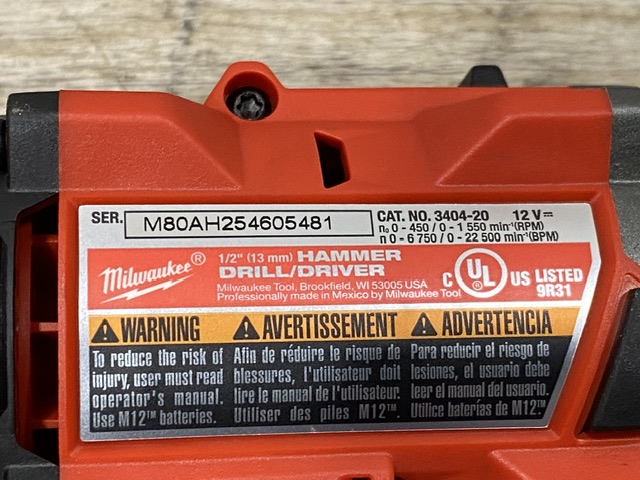 SER. M80AH254605481
CAT. NO. 3404-20 12 V⎓
n₀ 0 - 450 / 0 - 1 550 min⁻¹(RPM)
n 0 - 6 750 / 0 - 22 500 min⁻¹(BPM)
Milwaukee®
1/2" (13 mm) HAMMER
DRILL/DRIVER
Milwaukee Tool, Brookfield, WI 53005 USA
Professionally made in Mexico by Milwaukee Tool
C UL® US LISTED
9R31
WARNING
To reduce the risk of
injury, user must read
operator's manual.
Use M12™ batteries.
AVERTISSEMENT
Afin de réduire le risque de
blessures, l'utilisateur doit
lire le manuel de l'utilisateur.
Utiliser des piles M12™.
ADVERTENCIA
Para reducir el riesgo de
lesiones, el usuario debe
leer el manual del usuario.
Utilice baterías de M12™.